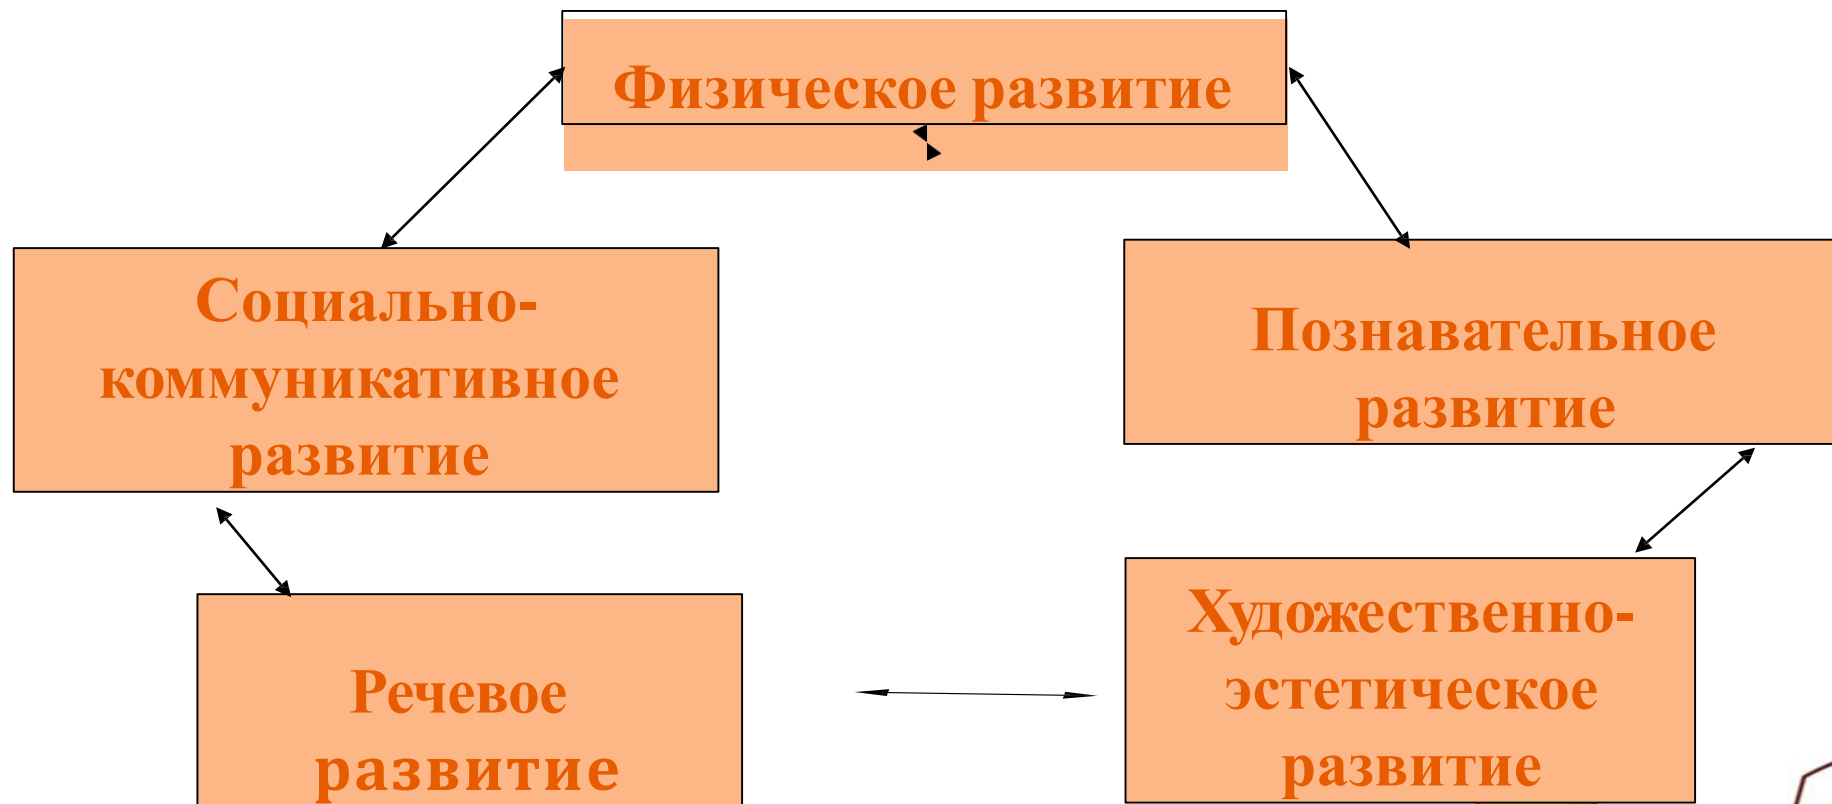 Физическое развитие
Социально-
коммуникативное
развитие
Познавательное
развитие
Речевое
развитие
Художественно-
эстетическое
развитие